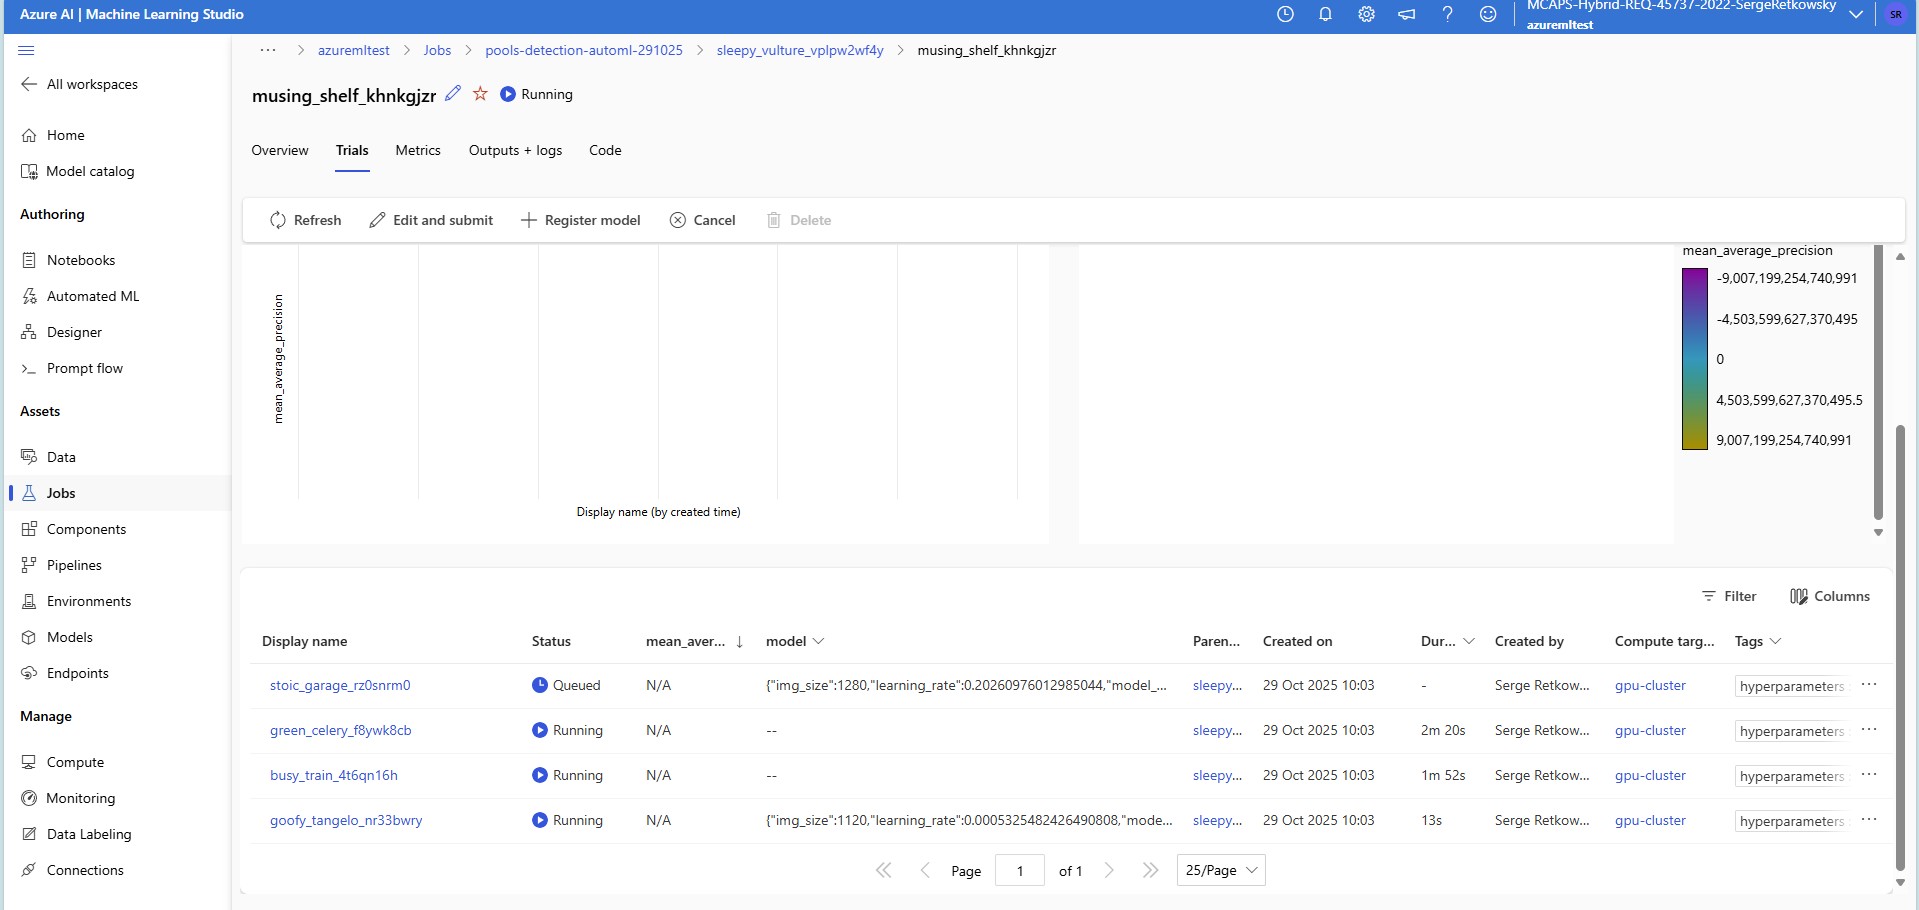 Azure AI | Machine Learning Studio
MCAPS-Hybrid-REQ-45737-2022-SergeRetkowsky
azuremltest
SR
··· > azuremltest > Jobs > pools-detection-automl-291025 > sleepy_vulture_vplpw2wf4y > musing_shelf_khnkgjzr
All workspaces
Home
Model catalog
Authoring
Notebooks
Automated ML
Designer
Prompt flow
Assets
Data
Jobs
Components
Pipelines
Environments
Models
Endpoints
Manage
Compute
Monitoring
Data Labeling
Connections
musing_shelf_khnkgjzr Running
Overview Trials Metrics Outputs + logs Code
Refresh Edit and submit Register model Cancel Delete
mean_average_precision
Display name (by created time)
mean_average_precision
-9,007,199,254,740,991
-4,503,599,627,370,495
0
4,503,599,627,370,495.5
9,007,199,254,740,991
Filter Columns
Display name Status mean_aver... ↓ model Paren... Created on Dur... Created by Compute targ... Tags
stoic_garage_rz0snrm0 Queued N/A {"img_size":1280,"learning_rate":0.20260976012985044,"model_... sleepy... 29 Oct 2025 10:03 - Serge Retkow... gpu-cluster hyperparameters : ···
green_celery_f8ywk8cb Running N/A -- sleepy... 29 Oct 2025 10:03 2m 20s Serge Retkow... gpu-cluster hyperparameters : ···
busy_train_4t6qn16h Running N/A -- sleepy... 29 Oct 2025 10:03 1m 52s Serge Retkow... gpu-cluster hyperparameters : ···
goofy_tangelo_nr33bwry Running N/A {"img_size":1120,"learning_rate":0.0005325482426490808,"mode... sleepy... 29 Oct 2025 10:03 13s Serge Retkow... gpu-cluster hyperparameters : ···
Page 1 of 1 25/Page